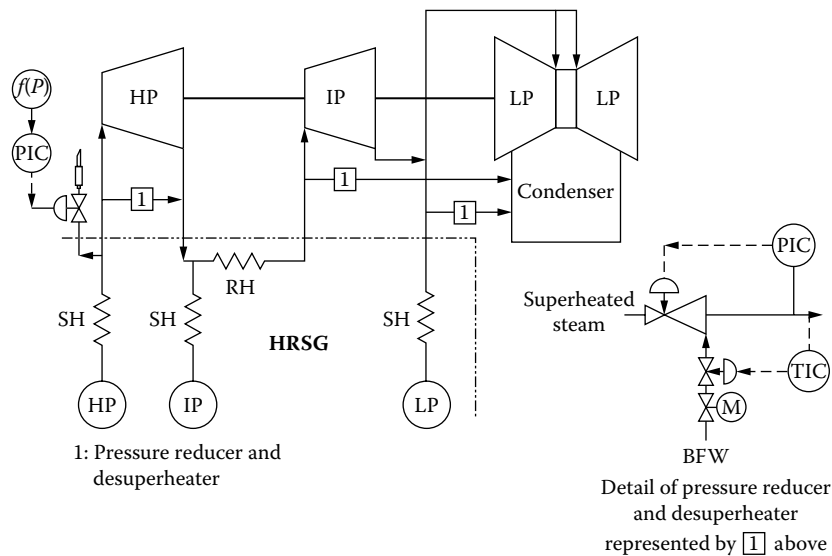 f(P)
PIC
HP
IP
LP
LP
1
1
1
Condenser
RH
SH
SH
SH
HRSG
HP
IP
LP
1: Pressure reducer and
desuperheater
PIC
Superheated
steam
TIC
M
BFW
Detail of pressure reducer
and desuperheater
represented by 1 above